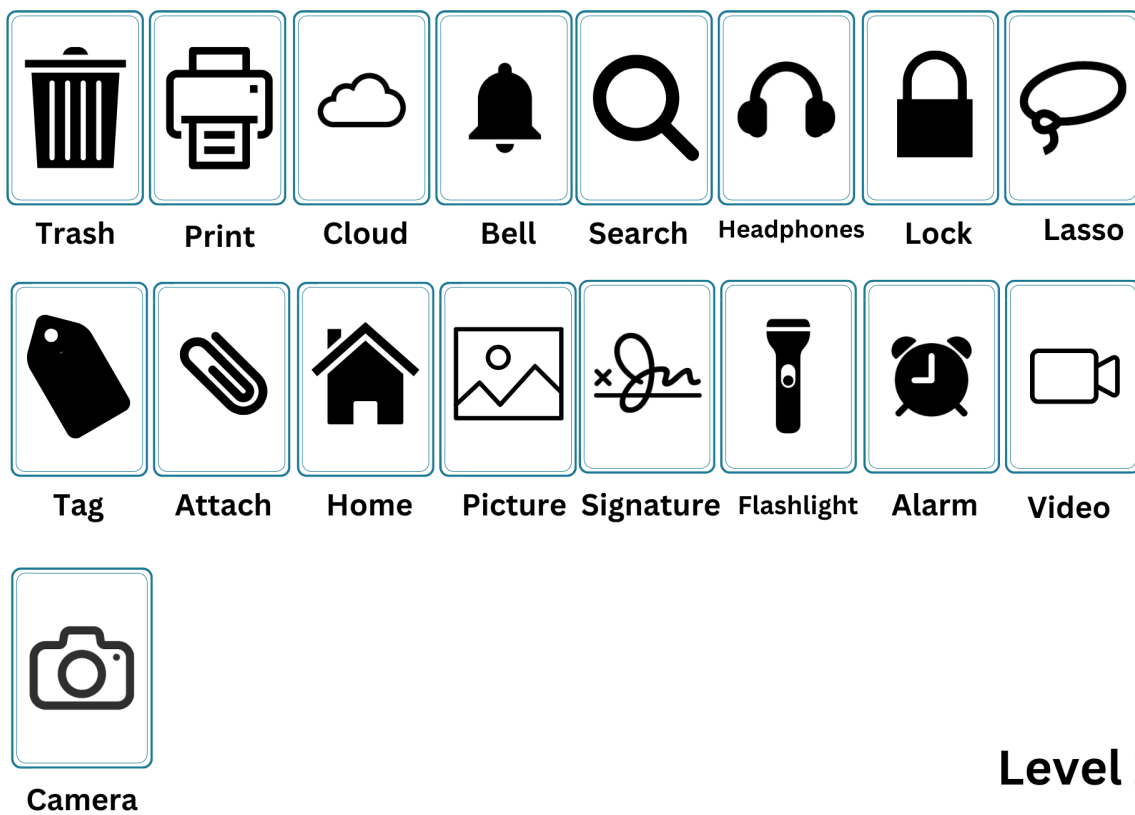 Trash Print Cloud Bell Search Headphones Lock Lasso
Tag Attach Home Picture Signature Flashlight Alarm Video
Camera
Level